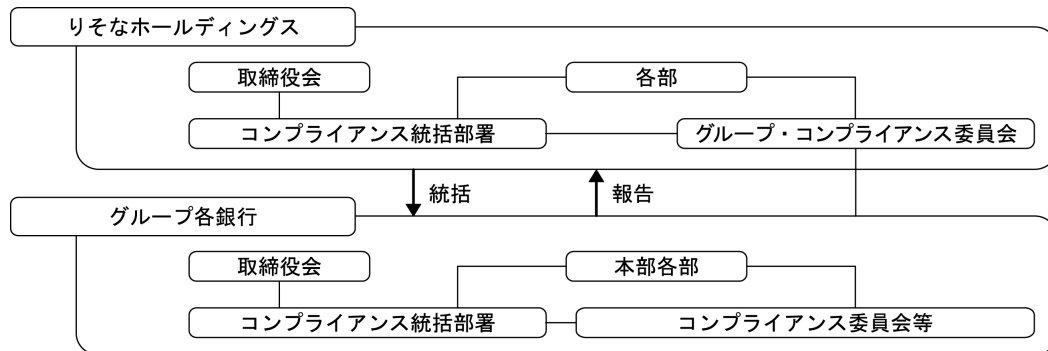 りそなホールディングス
取締役会
各部
コンプライアンス統括部署
グループ・コンプライアンス委員会
統括
報告
グループ各銀行
取締役会
本部各部
コンプライアンス統括部署
コンプライアンス委員会等